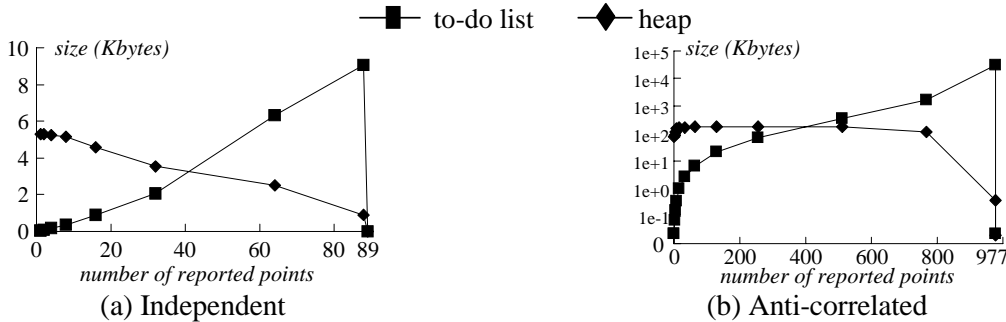 to-do list heap
size (Kbytes)
10
8
6
4
2
0
0 20 40 60 80 89
number of reported points
(a) Independent
size (Kbytes)
1e+5
1e+4
1e+3
1e+2
1e+1
1e+0
1e-1
0
0 200 400 600 800 977
number of reported points
(b) Anti-correlated